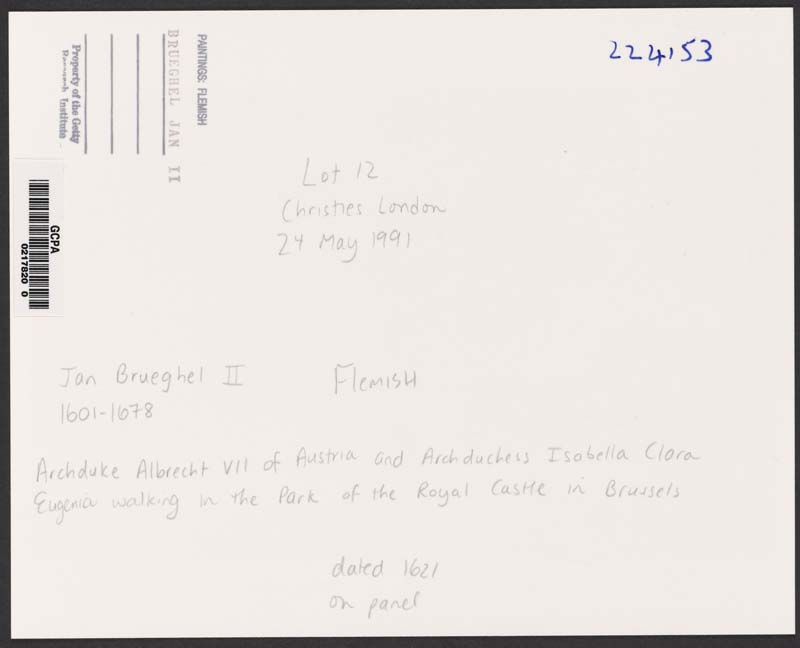 PAINTINGS: FLEMISH
BRUEGHEL JAN II
Property of the Getty
Research Institute
GCPA
0217820 0
224153
Lot 12
Christies London
24 May 1991
Jan Brueghel II
1601-1678
Flemish
Archduke Albrecht VII of Austria and Archduchess Isabella Clara
Eugenia walking in the Park of the Royal Castle in Brussels
dated 1621
on panel